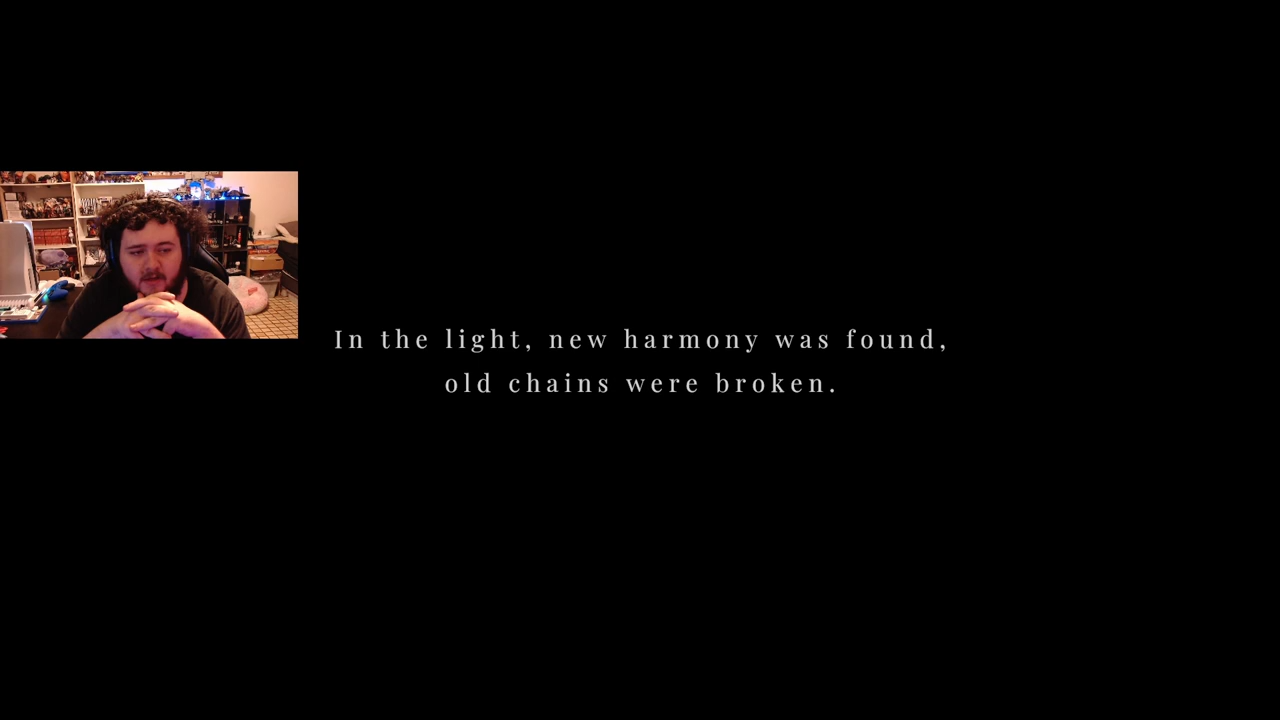 In the light, new harmony was found,
old chains were broken.